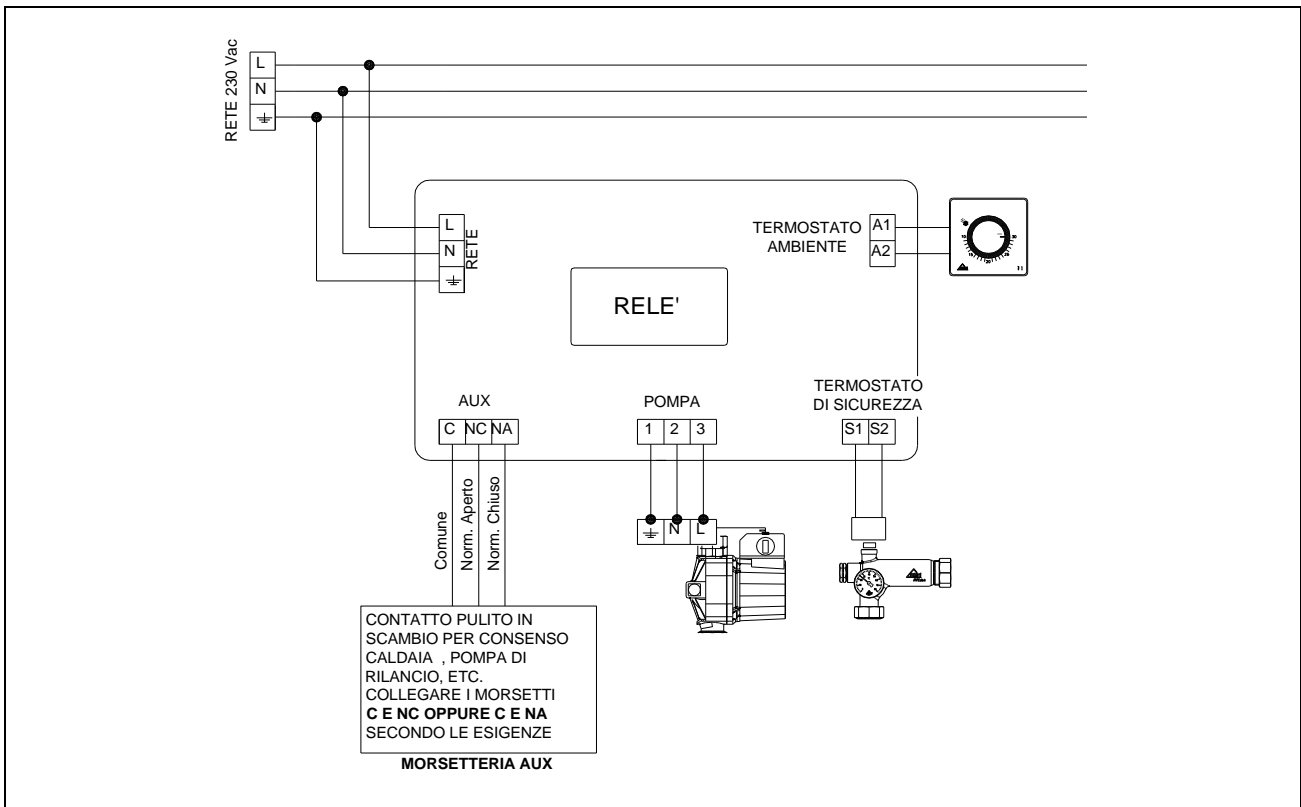 RETE 230 Vac
L
N
L
N
RETE
TERMOSTATO
AMBIENTE
A1
A2
RELE'
AUX
C NC NA
POMPA
1 2 3
TERMOSTATO
DI SICUREZZA
S1 S2
Comune
Norm. Aperto
Norm. Chiuso
N L
CONTATTO PULITO IN
SCAMBIO PER CONSENSO
CALDAIA , POMPA DI
RILANCIO, ETC.
COLLEGARE I MORSETTI
C E NC OPPURE C E NA
SECONDO LE ESIGENZE
MORSETTERIA AUX